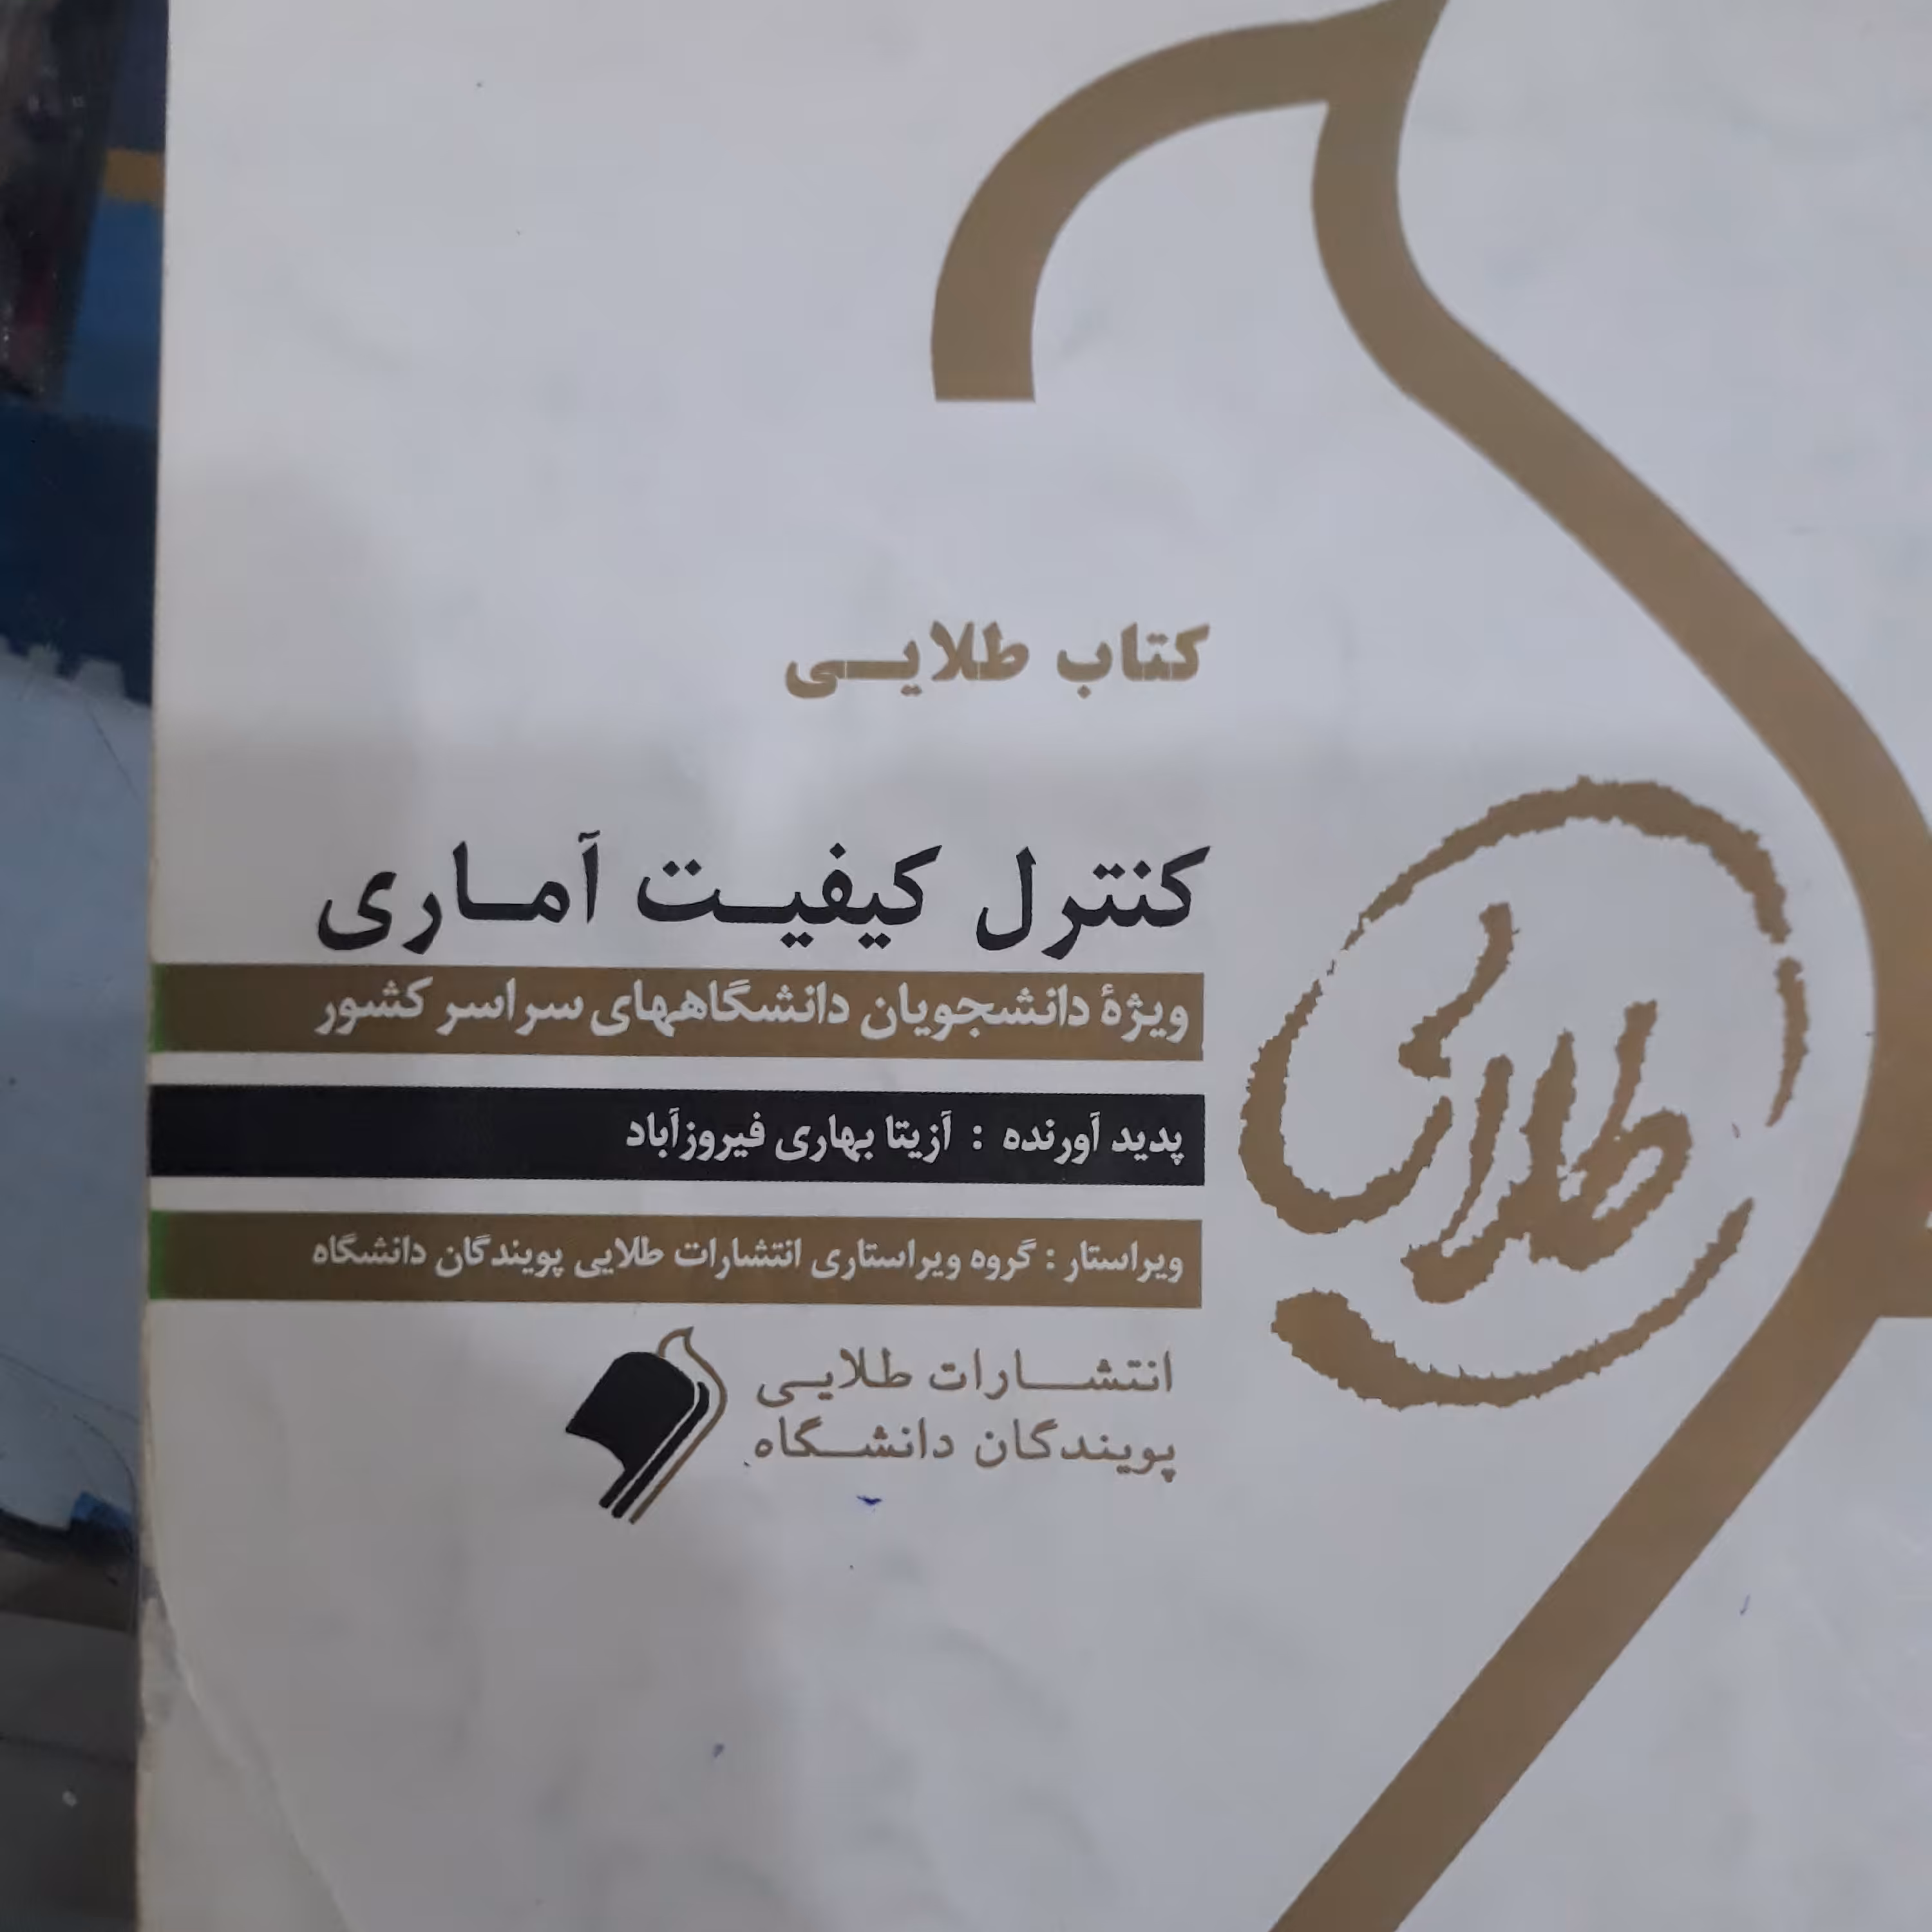 کتاب طلایی
کنترل کیفیت آماری
ویژهٔ دانشجویان دانشگاههای سراسر کشور
پدید آورنده : آزیتا بهاری فیروزآباد
ویراستار : گروه ویراستاری انتشارات طلایی پویندگان دانشگاه
انتشارات طلایی
پویندگان دانشگاه
طلایی